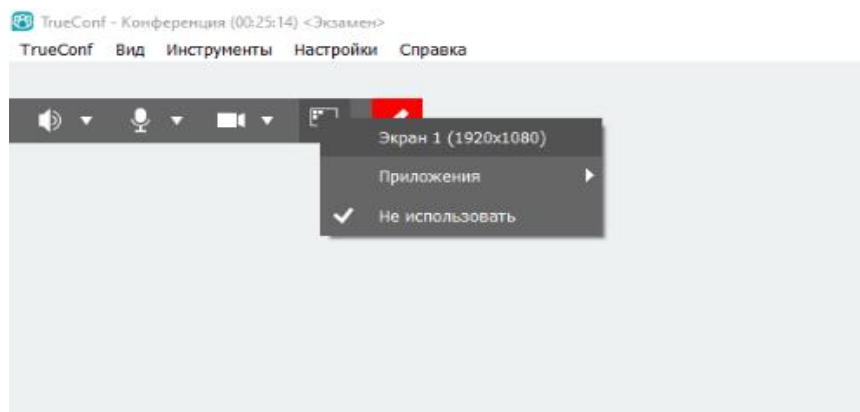 TrueConf - Конференция (00:25:14) <Экзамен>
TrueConf Вид Инструменты Настройки Справка
Экран 1 (1920x1080)
Приложения
Не использовать